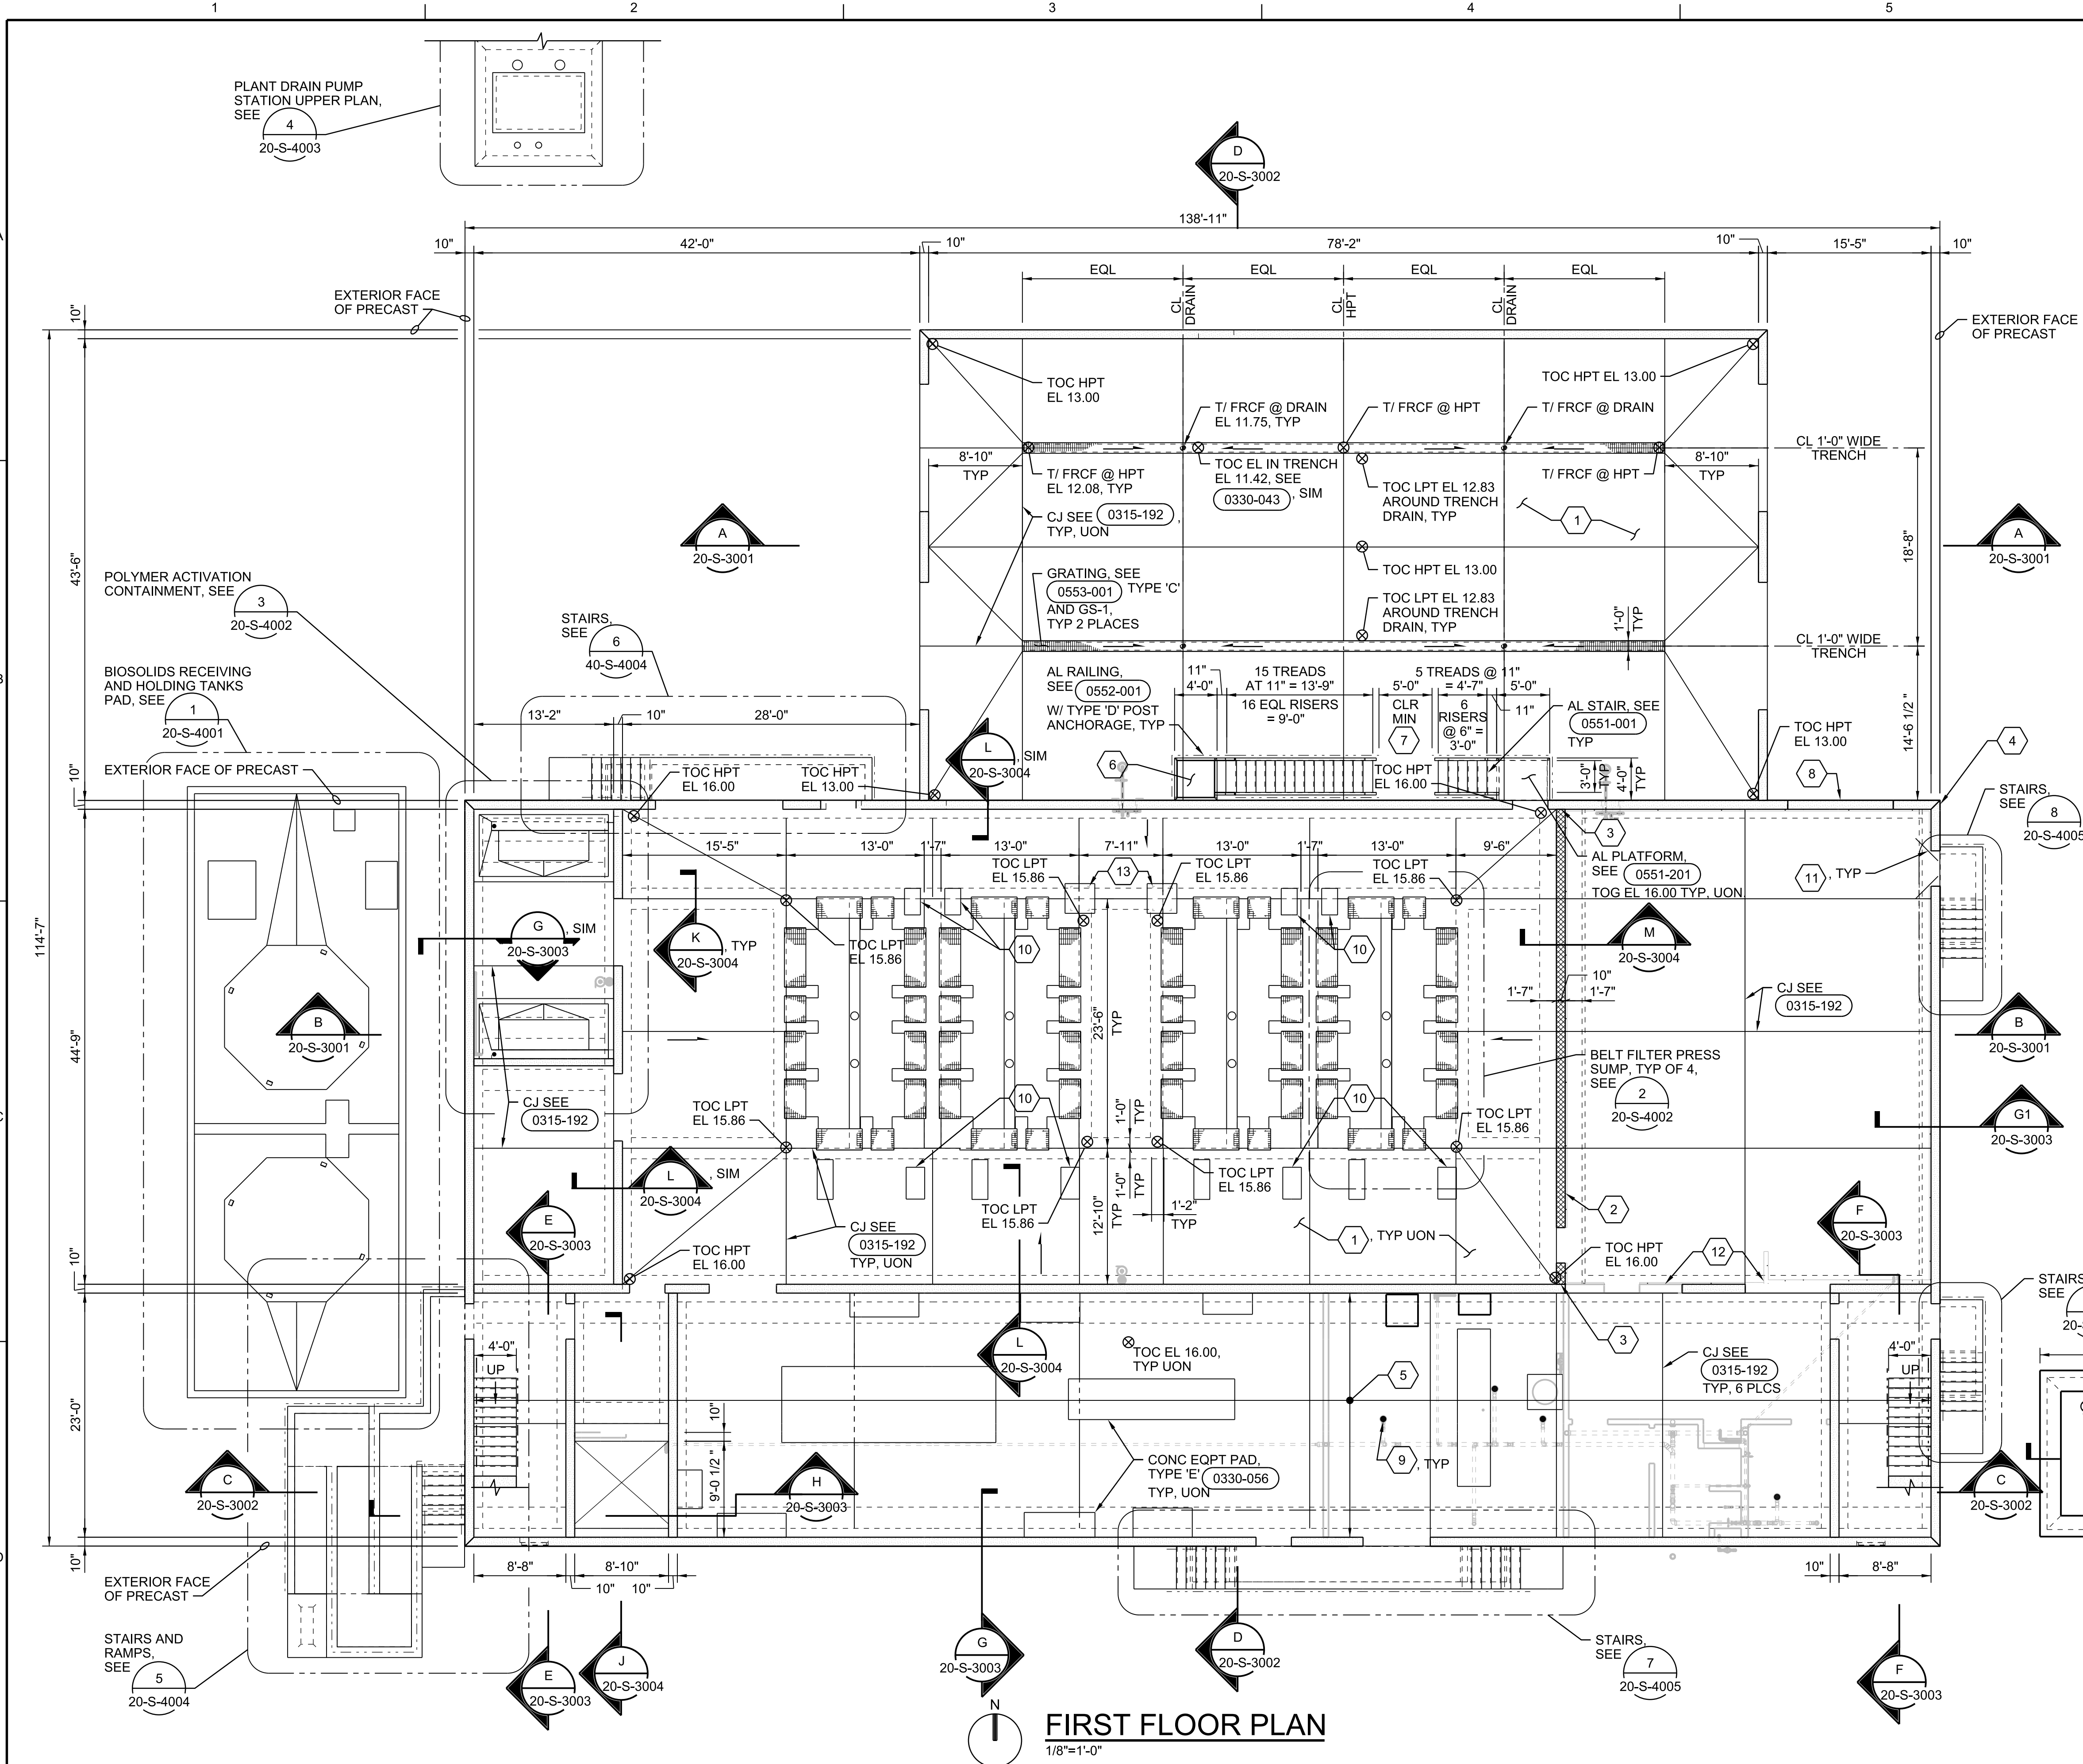 1
2
3
4
5
PLANT DRAIN PUMP
STATION UPPER PLAN,
SEE
4
20-S-4003
D
20-S-3002
138'-11"
10"
42'-0"
10"
78'-2"
10"
15'-5"
10"
EQL
EQL
EQL
EQL
CL
DRAIN
CL
HPT
CL
DRAIN
EXTERIOR FACE
OF PRECAST
EXTERIOR FACE
OF PRECAST
10"
TOC HPT
EL 13.00
TOC HPT EL 13.00
T/ FRCF @ DRAIN
EL 11.75, TYP
T/ FRCF @ HPT
T/ FRCF @ DRAIN
CL 1'-0" WIDE
TRENCH
8'-10"
TYP
T/ FRCF @ HPT
EL 12.08, TYP
TOC EL IN TRENCH
EL 11.42, SEE
0330-043 , SIM
TOC LPT EL 12.83
AROUND TRENCH
DRAIN, TYP
T/ FRCF @ HPT
8'-10"
TYP
CJ SEE 0315-192 ,
TYP, UON
1
A
20-S-3001
A
20-S-3001
43'-6"
18'-8"
TOC HPT EL 13.00
GRATING, SEE
0553-001 TYPE 'C'
AND GS-1,
TYP 2 PLACES
TOC LPT EL 12.83
AROUND TRENCH
DRAIN, TYP
1'-0"
TYP
CL 1'-0" WIDE
TRENCH
POLYMER ACTIVATION
CONTAINMENT, SEE
3
20-S-4002
STAIRS,
SEE
6
40-S-4004
BIOSOLIDS RECEIVING
AND HOLDING TANKS
PAD, SEE
1
20-S-4001
B
AL RAILING,
SEE 0552-001
W/ TYPE 'D' POST
ANCHORAGE, TYP
11"
4'-0"
15 TREADS
AT 11" = 13'-9"
16 EQL RISERS
= 9'-0"
5'-0"
CLR
MIN
7
5 TREADS @ 11"
= 4'-7"
5'-0"
6
RISERS
@ 6" =
3'-0"
11"
AL STAIR, SEE
0551-001
TYP
TOC HPT
EL 13.00
14'-6 1/2"
4
13'-2"
10"
28'-0"
EXTERIOR FACE OF PRECAST
10"
TOC HPT
EL 16.00
TOC HPT
EL 13.00
L
20-S-3004
, SIM
6
TOC HPT
EL 16.00
3'-0"
TYP
4'-0"
TYP
8
STAIRS,
SEE
8
20-S-4005
3
AL PLATFORM,
SEE 0551-201
TOG EL 16.00 TYP, UON
11 , TYP
15'-5"
13'-0"
1'-7"
13'-0"
7'-11"
13'-0"
1'-7"
13'-0"
9'-6"
TOC LPT
EL 15.86
13
TOC LPT
EL 15.86
TOC LPT
EL 15.86
114'-7"
G
20-S-3003
, SIM
K
20-S-3004
, TYP
TOC LPT
EL 15.86
10
10
M
20-S-3004
10"
1'-7"
1'-7"
CJ SEE
0315-192
B
20-S-3001
B
20-S-3001
44'-9"
23'-6"
TYP
BELT FILTER PRESS
SUMP, TYP OF 4,
SEE
2
20-S-4002
CJ SEE
0315-192
TOC LPT
EL 15.86
10
10
1'-0"
TYP
TOC LPT
EL 15.86
G1
20-S-3003
L
20-S-3004
, SIM
TOC LPT
EL 15.86
1'-0"
TYP
1'-2"
TYP
TOC LPT
EL 15.86
12'-10"
TYP
2
E
20-S-3003
CJ SEE
0315-192
TYP, UON
1 , TYP UON
F
20-S-3003
10"
TOC HPT
EL 16.00
TOC HPT
EL 16.00
12
STAIRS
SEE
4'-0"
UP
L
20-S-3004
TOC EL 16.00,
TYP UON
5
3
CJ SEE
0315-192
TYP, 6 PLCS
4'-0"
UP
23'-0"
10"
9'-0 1/2"
C
20-S-3002
H
20-S-3003
CONC EQPT PAD,
TYPE 'E' 0330-056
TYP, UON
9 , TYP
C
20-S-3002
10"
8'-8"
8'-10"
10"
10"
10"
8'-8"
EXTERIOR FACE
OF PRECAST
STAIRS AND
RAMPS,
SEE
5
20-S-4004
E
20-S-3003
J
20-S-3004
G
20-S-3003
D
20-S-3002
STAIRS,
SEE
7
20-S-4005
F
20-S-3003
N
FIRST FLOOR PLAN
1/8"=1'-0"